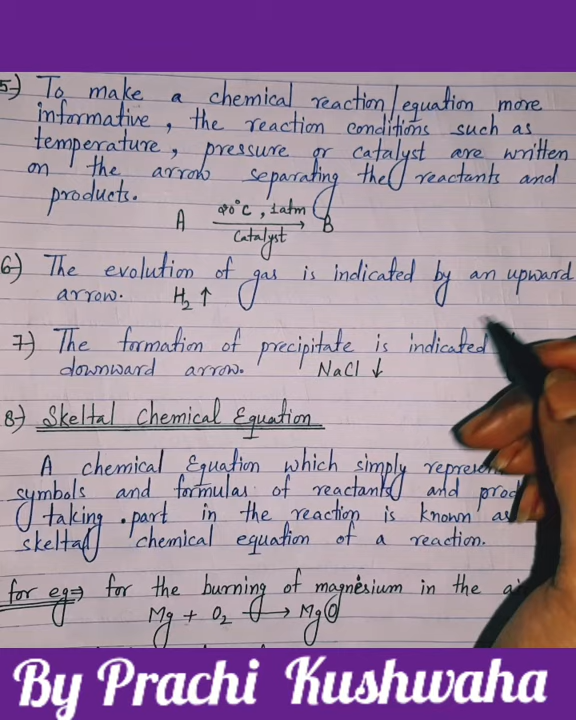 5) To make a chemical reaction/equation more
informative, the reaction conditions such as
temperature, pressure or catalyst are written
on the arrow separating the reactants and
products.
A 90°C, 1atm → B
Catalyst
6) The evolution of gas is indicated by an upward
arrow. H₂ ↑
7) The formation of precipitate is indicated
downward arrow. NaCl ↓
8) Skeltal Chemical Equation
A chemical Equation which simply
symbols and formulas of reactants and
taking part in the reaction is known as
skeltal chemical equation of a reaction.
for eg⇒ for the burning of magnesium in the
Mg + O₂ → MgO
By Prachi Kushwaha